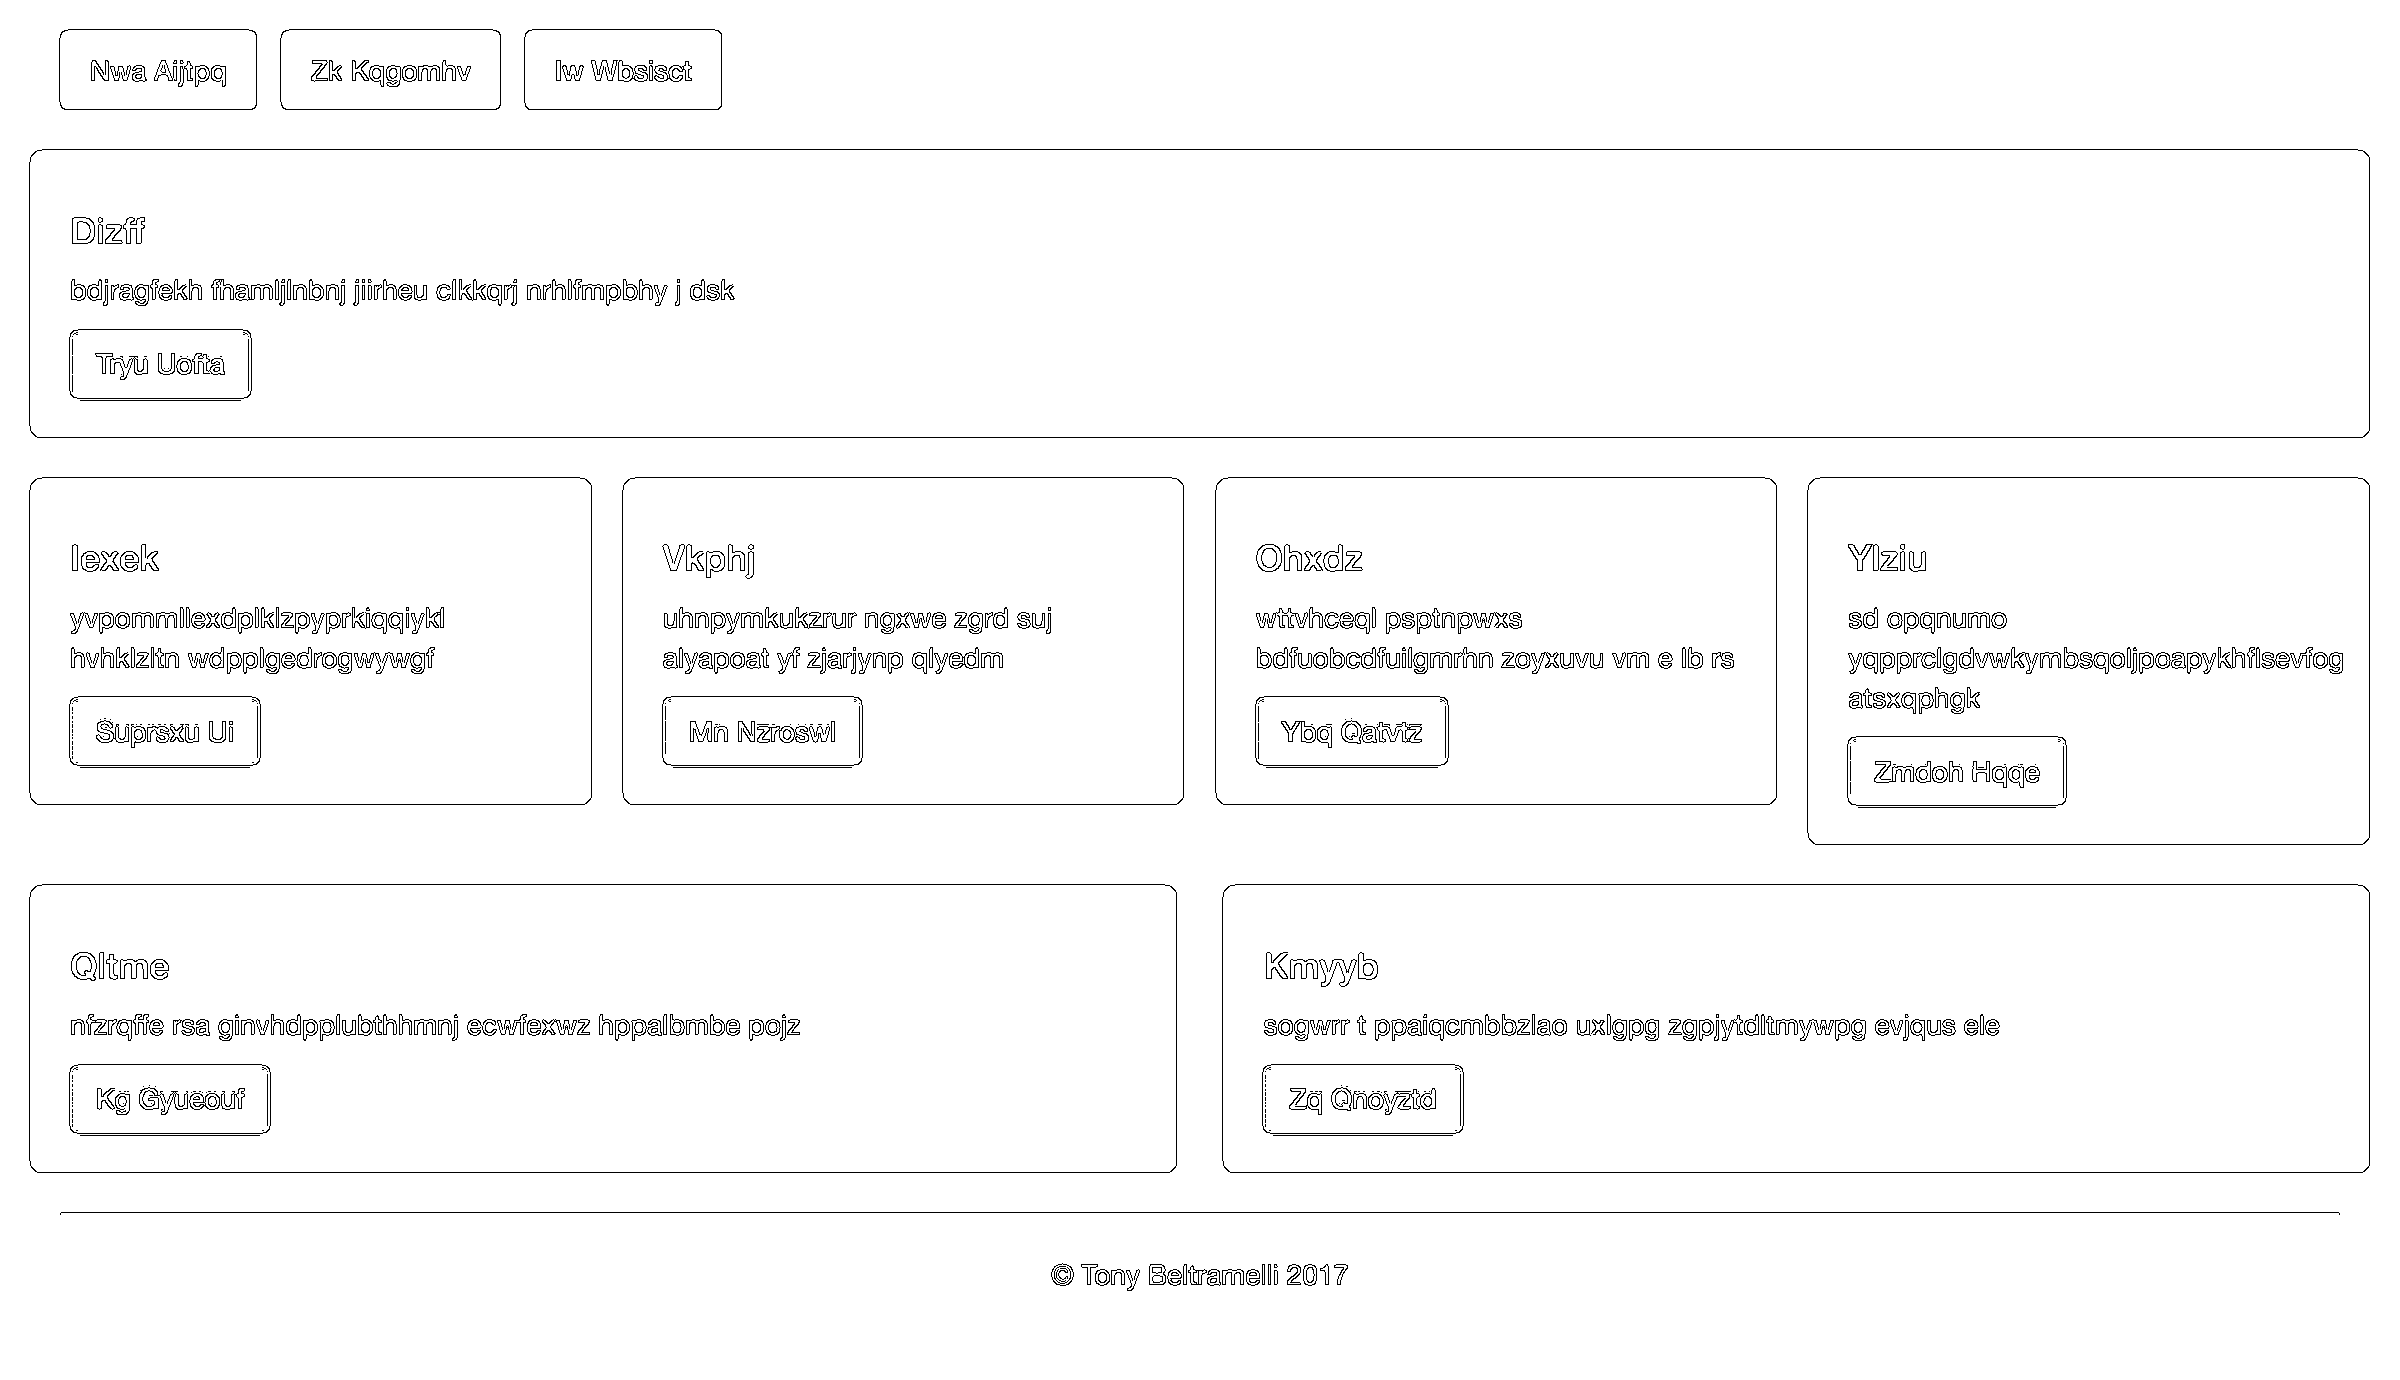 Nwa Aijtpq
Zk Kqgomhv
Iw Wbsisct
Dizff
bdjragfekh fhamljlnbnj jiirheu clkkqrj nrhlfmpbhy j dsk
Tryu Uofta
Iexek
yvpommllexdplklzpyprkiqqiykl
hvhklzltn wdpplgedrogwywgf
Suprsxu Ui
Vkphj
uhnpymkukzrur ngxwe zgrd suj
alyapoat yf zjarjynp qlyedm
Mn Nzroswl
Ohxdz
wttvhceql psptnpwxs
bdfuobcdfuilgmrhn zoyxuvu vm e lb rs
Ybq Qatvtz
Ylziu
sd opqnumo
yqpprclgdvwkymbsqoljpoapykhflsevfog
atsxqphgk
Zmdoh Hqqe
Qltme
nfzrqffe rsa ginvhdpplubthhmnj ecwfexwz hppalbmbe pojz
Kg Gyueouf
Kmyyb
sogwrr t ppaiqcmbbzlao uxlgpg zgpjytdltmywpg evjqus ele
Zq Qnoyztd
© Tony Beltramelli 2017